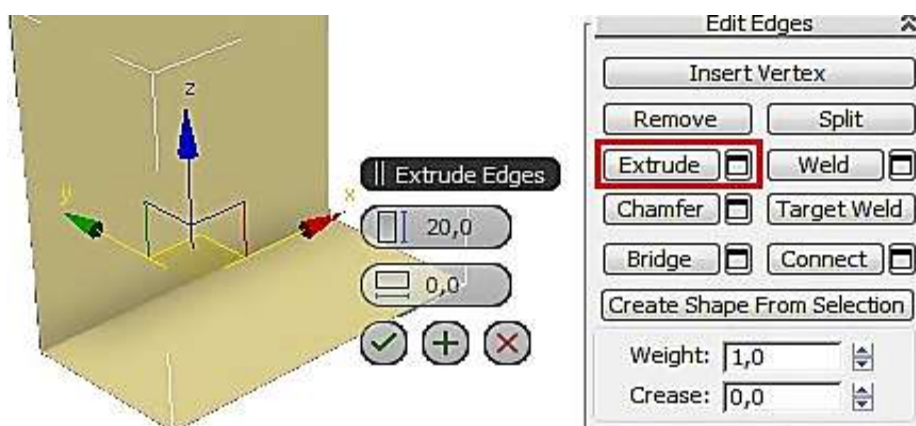 z
y
x
Extrude Edges
20,0
0,0
Edit Edges
Insert Vertex
Remove Split
Extrude Weld
Chamfer Target Weld
Bridge Connect
Create Shape From Selection
Weight: 1,0
Crease: 0,0